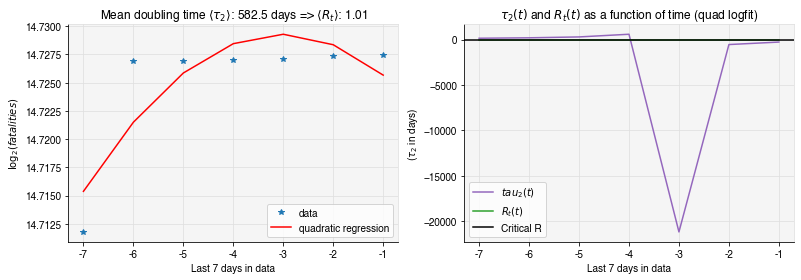 Mean doubling time ⟨τ₂⟩: 582.5 days => ⟨Rₜ⟩: 1.01
14.7300
14.7275
14.7250
14.7225
14.7200
14.7175
14.7150
14.7125
log₂(fatalities)
data
quadratic regression
-7 -6 -5 -4 -3 -2 -1
Last 7 days in data
τ₂(t) and Rₜ(t) as a function of time (quad logfit)
0
−5000
−10000
−15000
−20000
(τ₂ in days)
tau₂(t)
Rₜ(t)
Critical R
-7 -6 -5 -4 -3 -2 -1
Last 7 days in data